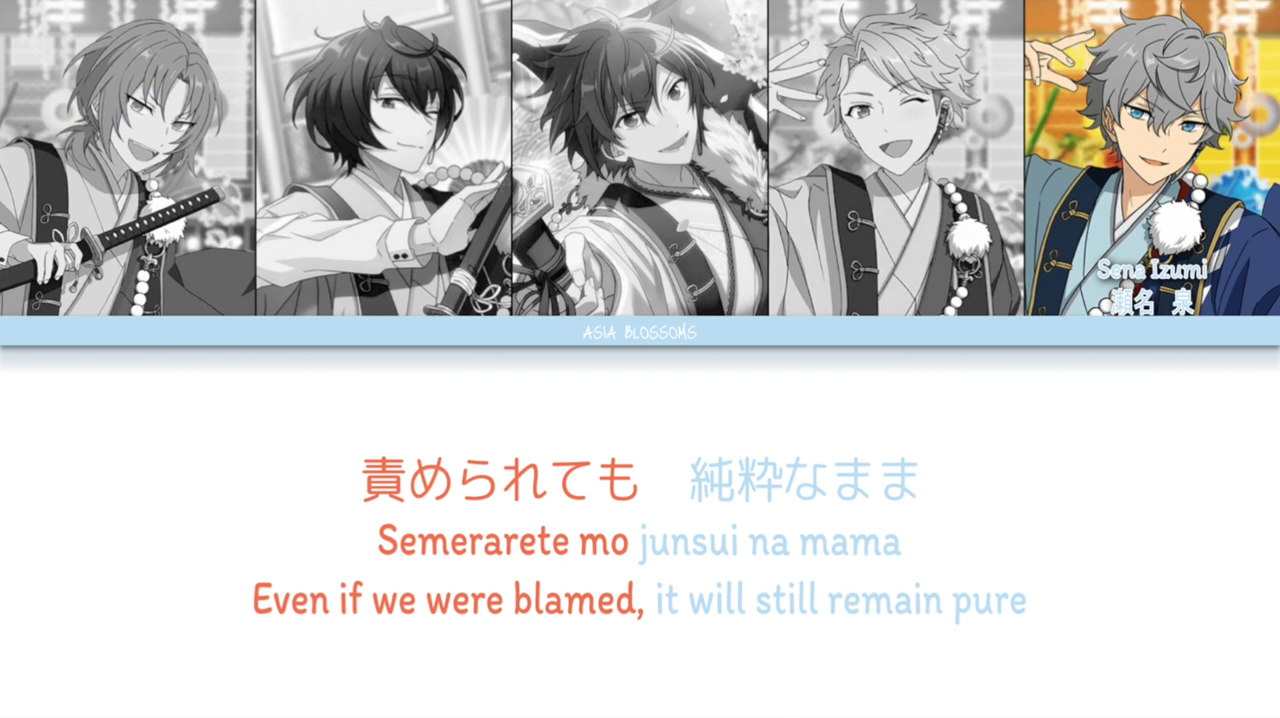 Sena Izumi
瀬名 泉
ASIA BLOSSOMS
責められても 純粋なまま
Semerarete mo junsui na mama
Even if we were blamed, it will still remain pure